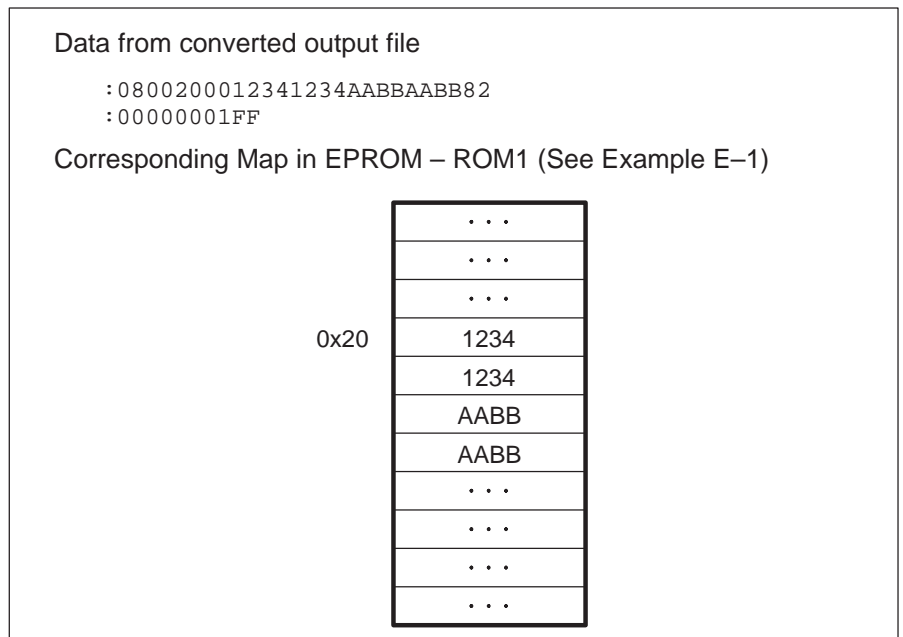 Data from converted output file
:0800200012341234AABBAABB82
:00000001FF
Corresponding Map in EPROM – ROM1 (See Example E–1)
. . .
. . .
. . .
0x20 1234
1234
AABB
AABB
. . .
. . .
. . .
. . .